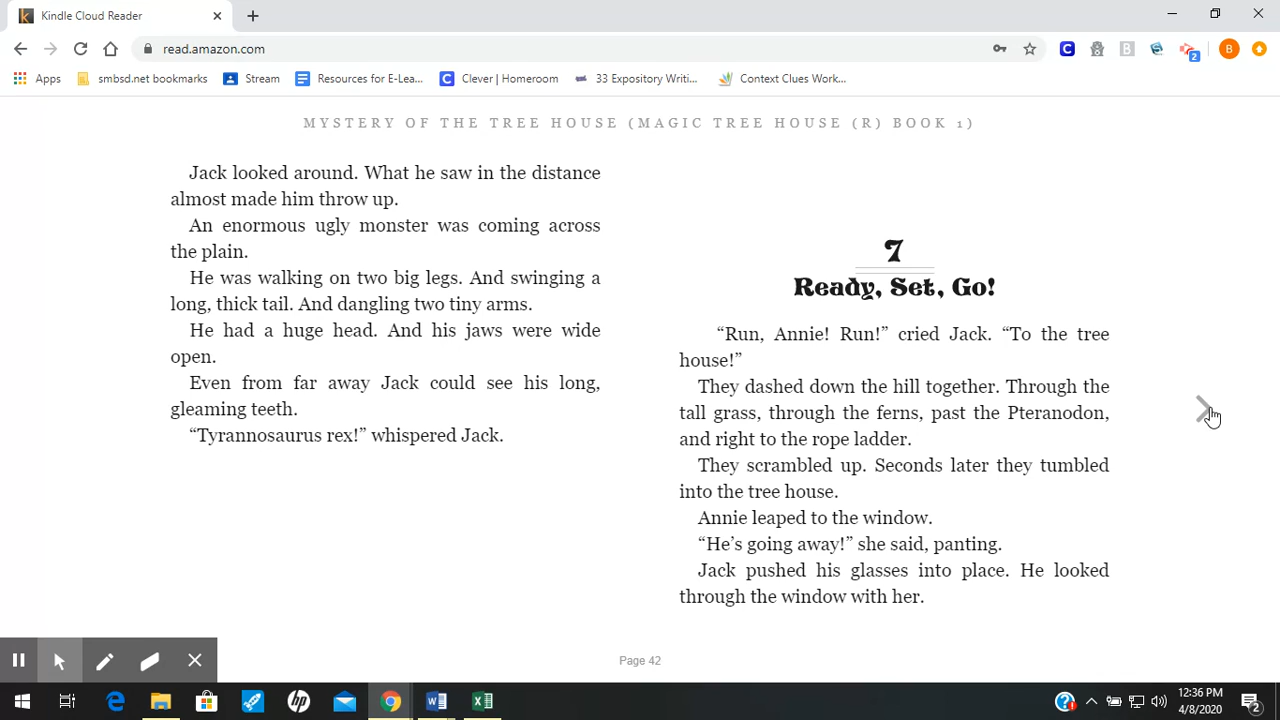 Kindle Cloud Reader
read.amazon.com
B
2
B
Apps
smbsd.net bookmarks
Stream
Resources for E-Lea...
Clever | Homeroom
33 Expository Writi...
Context Clues Work...
MYSTERY OF THE TREE HOUSE (MAGIC TREE HOUSE (R) BOOK 1)
Jack looked around. What he saw in the distance
almost made him throw up.
An enormous ugly monster was coming across
the plain.
He was walking on two big legs. And swinging a
long, thick tail. And dangling two tiny arms.
He had a huge head. And his jaws were wide
open.
Even from far away Jack could see his long,
gleaming teeth.
“Tyrannosaurus rex!” whispered Jack.
7
Ready, Set, Go!
“Run, Annie! Run!” cried Jack. “To the tree
house!”
They dashed down the hill together. Through the
tall grass, through the ferns, past the Pteranodon,
and right to the rope ladder.
They scrambled up. Seconds later they tumbled
into the tree house.
Annie leaped to the window.
“He’s going away!” she said, panting.
Jack pushed his glasses into place. He looked
through the window with her.
Page 42
hp
12:36 PM
4/8/2020
2